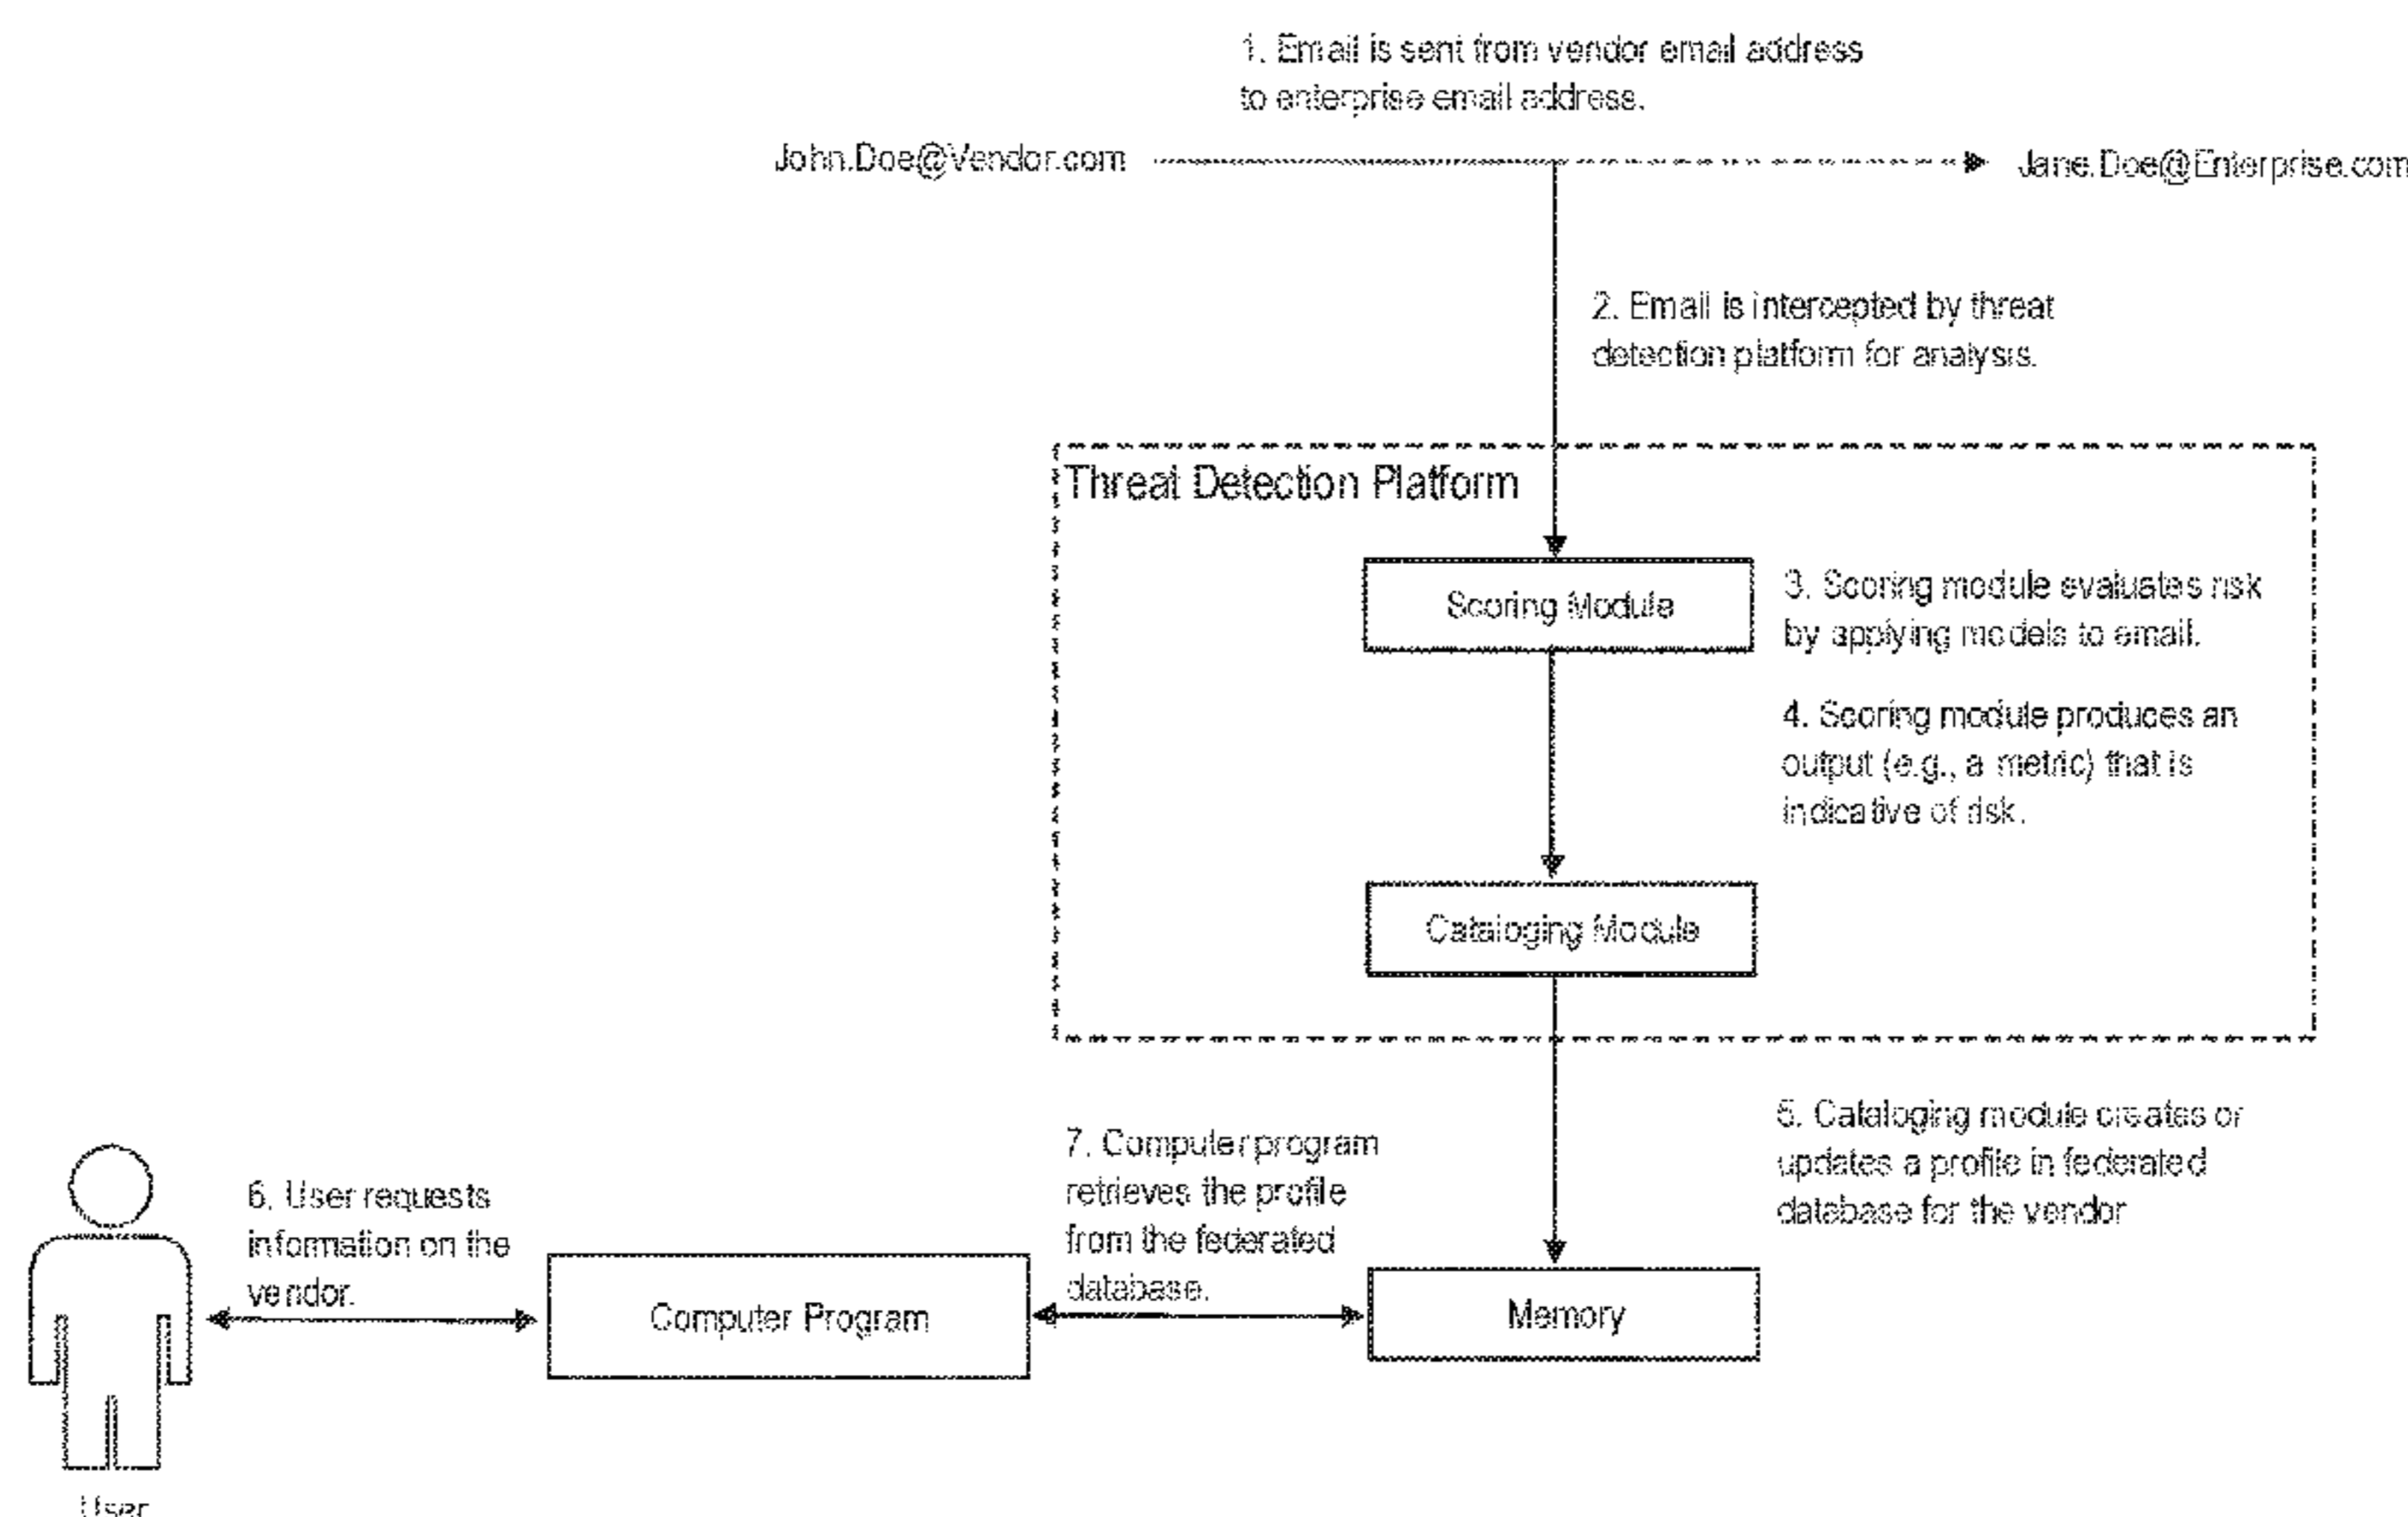 1. Email is sent from vendor email address
to enterprise email address.
John.Doe@Vendor.com
Jane.Doe@Enterprise.com
2. Email is intercepted by threat
detection platform for analysis.
Threat Detection Platform
Scoring Module
3. Scoring module evaluates risk
by applying models to email.
4. Scoring module produces an
output (e.g., a metric) that is
indicative of risk.
Cataloging Module
5. Cataloging module creates or
updates a profile in federated
database for the vendor
6. User requests
information on the
vendor.
7. Computer program
retrieves the profile
from the federated
database.
Computer Program
Memory
User